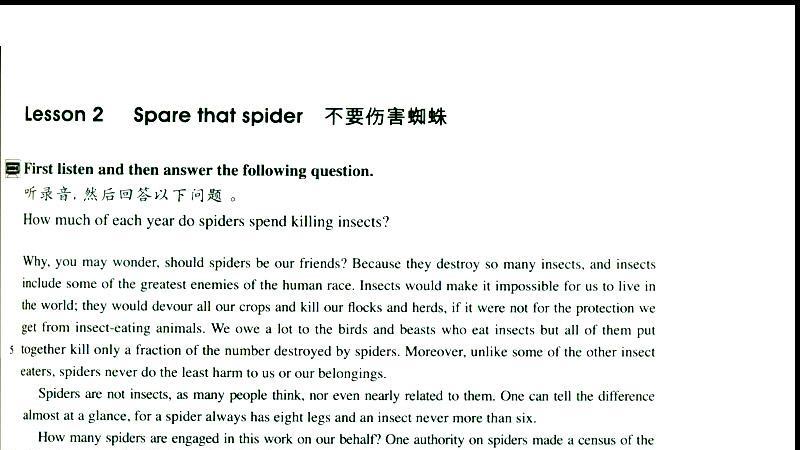 Lesson 2 Spare that spider 不要伤害蜘蛛
First listen and then answer the following question.
听录音，然后回答以下问题。
How much of each year do spiders spend killing insects?
Why, you may wonder, should spiders be our friends? Because they destroy so many insects, and insects
include some of the greatest enemies of the human race. Insects would make it impossible for us to live in
the world; they would devour all our crops and kill our flocks and herds, if it were not for the protection we
get from insect-eating animals. We owe a lot to the birds and beasts who eat insects but all of them put
5 together kill only a fraction of the number destroyed by spiders. Moreover, unlike some of the other insect
eaters, spiders never do the least harm to us or our belongings.
Spiders are not insects, as many people think, nor even nearly related to them. One can tell the difference
almost at a glance, for a spider always has eight legs and an insect never more than six.
How many spiders are engaged in this work on our behalf? One authority on spiders made a census of the